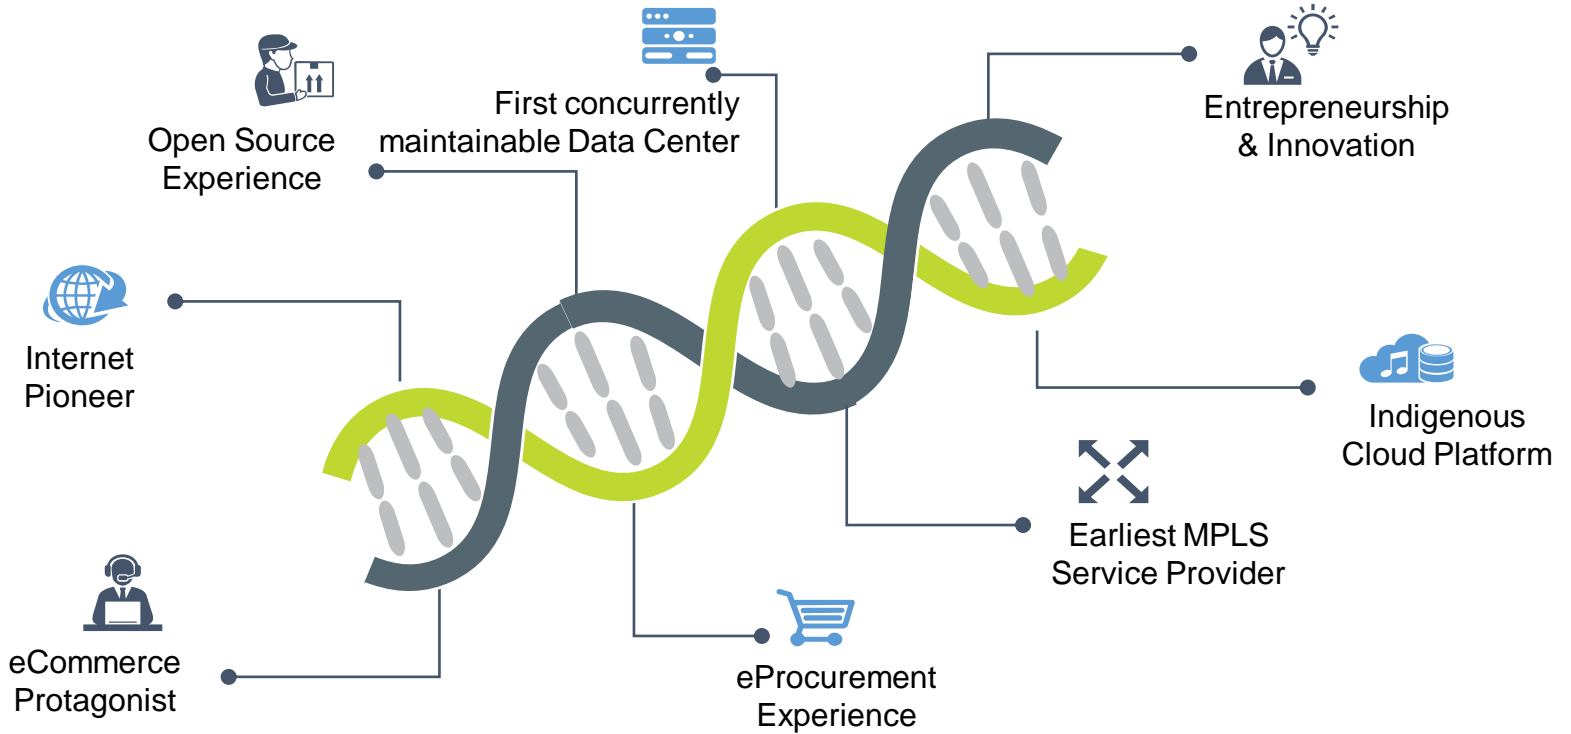 First concurrently
maintainable Data Center
Entrepreneurship
& Innovation
Open Source
Experience
Internet
Pioneer
Indigenous
Cloud Platform
Earliest MPLS
Service Provider
eCommerce
Protagonist
eProcurement
Experience